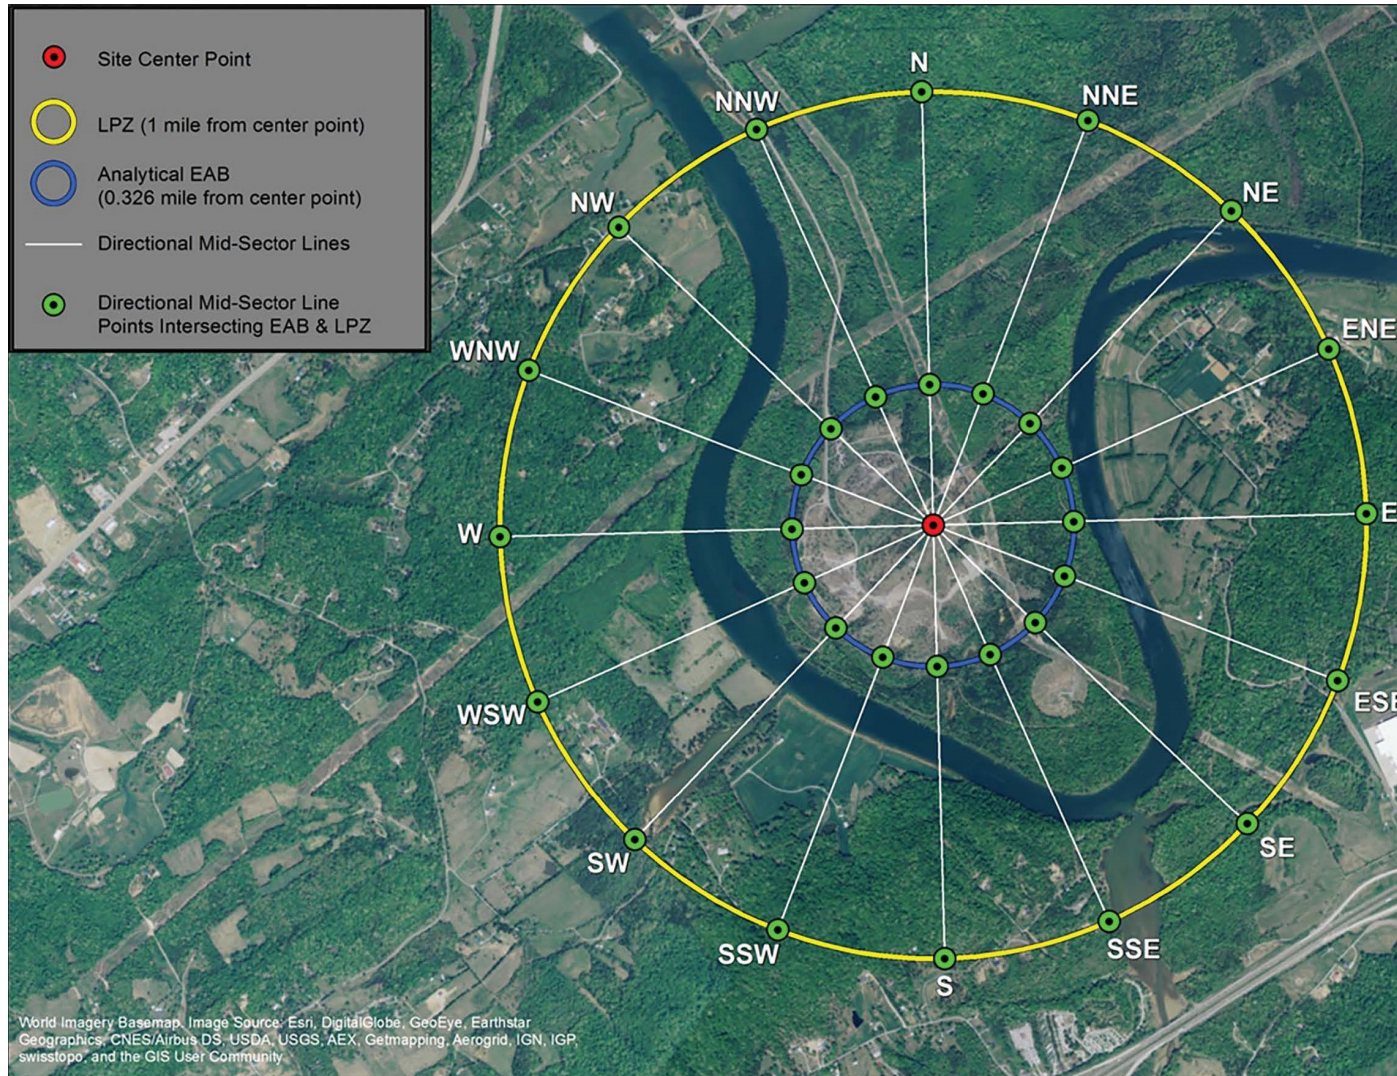 Site Center Point
LPZ (1 mile from center point)
Analytical EAB
(0.326 mile from center point)
Directional Mid-Sector Lines
Directional Mid-Sector Line
Points Intersecting EAB & LPZ
N
NNW
NNE
NW
NE
WNW
ENE
W
E
WSW
ESE
SW
SE
SSW
SSE
S
World Imagery Basemap. Image Source: Esri, DigitalGlobe, GeoEye, Earthstar
Geographics, CNES/Airbus DS, USDA, USGS, AEX, Getmapping, Aerogrid, IGN, IGP,
swisstopo, and the GIS User Community